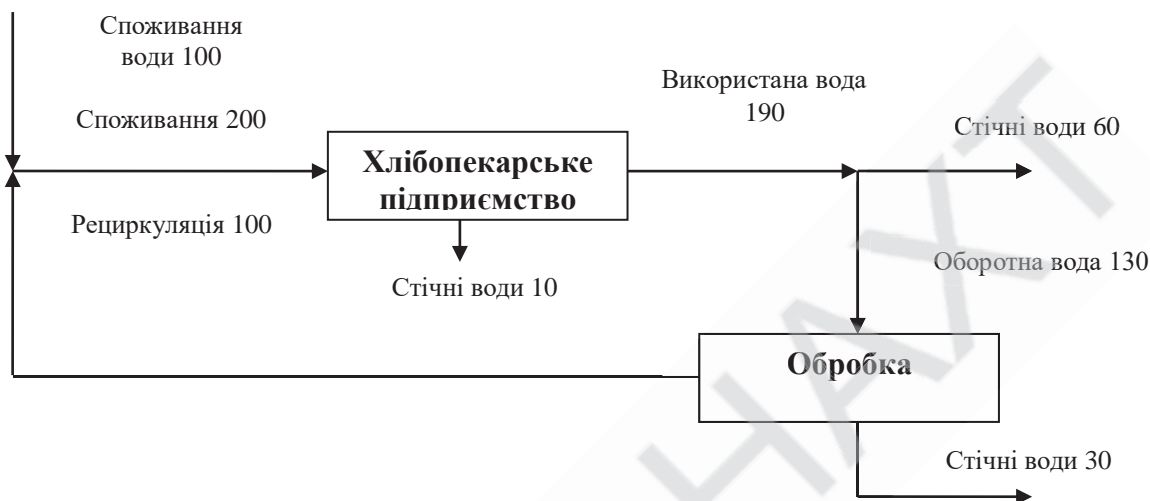 Споживання
води 100
Використана вода
190
Споживання 200
Стічні води 60
Хлібопекарське
підприємство
Рециркуляція 100
Оборотна вода 130
Стічні води 10
Обробка
Стічні води 30
НАХТ